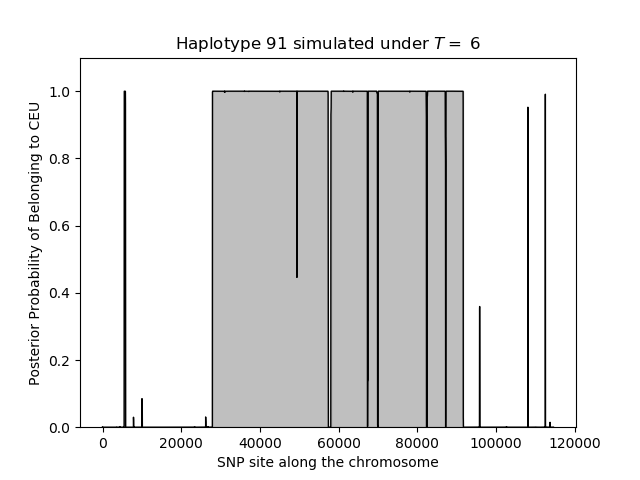 Haplotype 91 simulated under T = 6
Posterior Probability of Belonging to CEU
1.0
0.8
0.6
0.4
0.2
0.0
0 20000 40000 60000 80000 100000 120000
SNP site along the chromosome